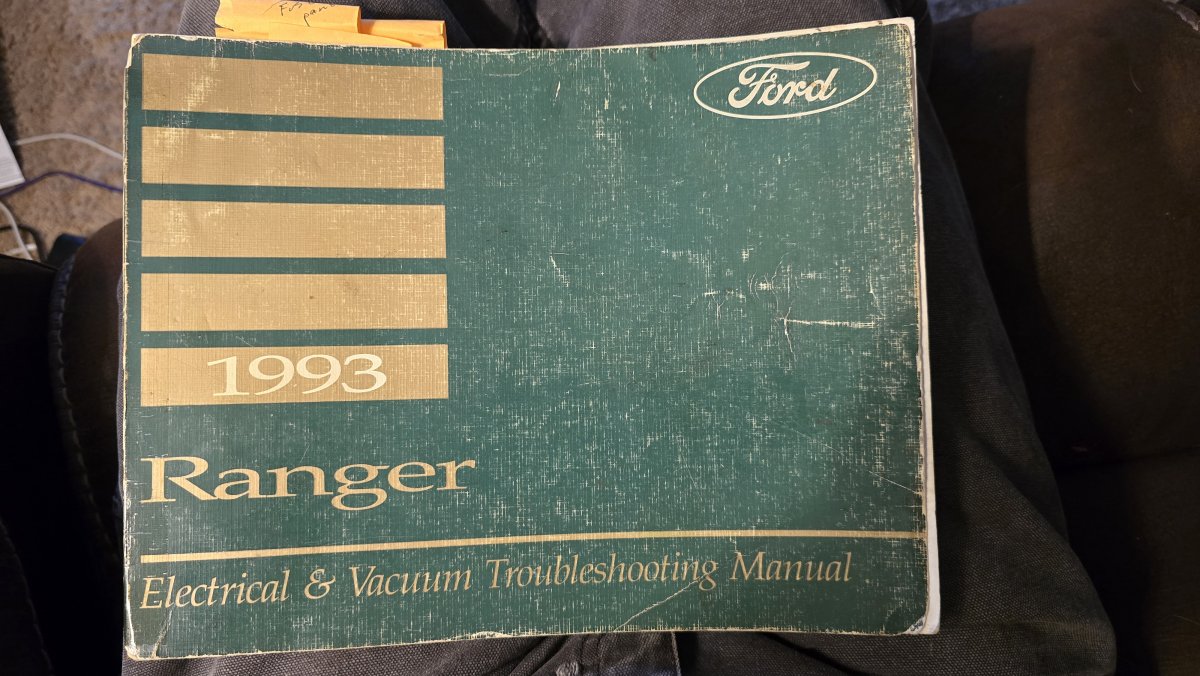 Ford
1993
Ranger
Electrical & Vacuum Troubleshooting Manual